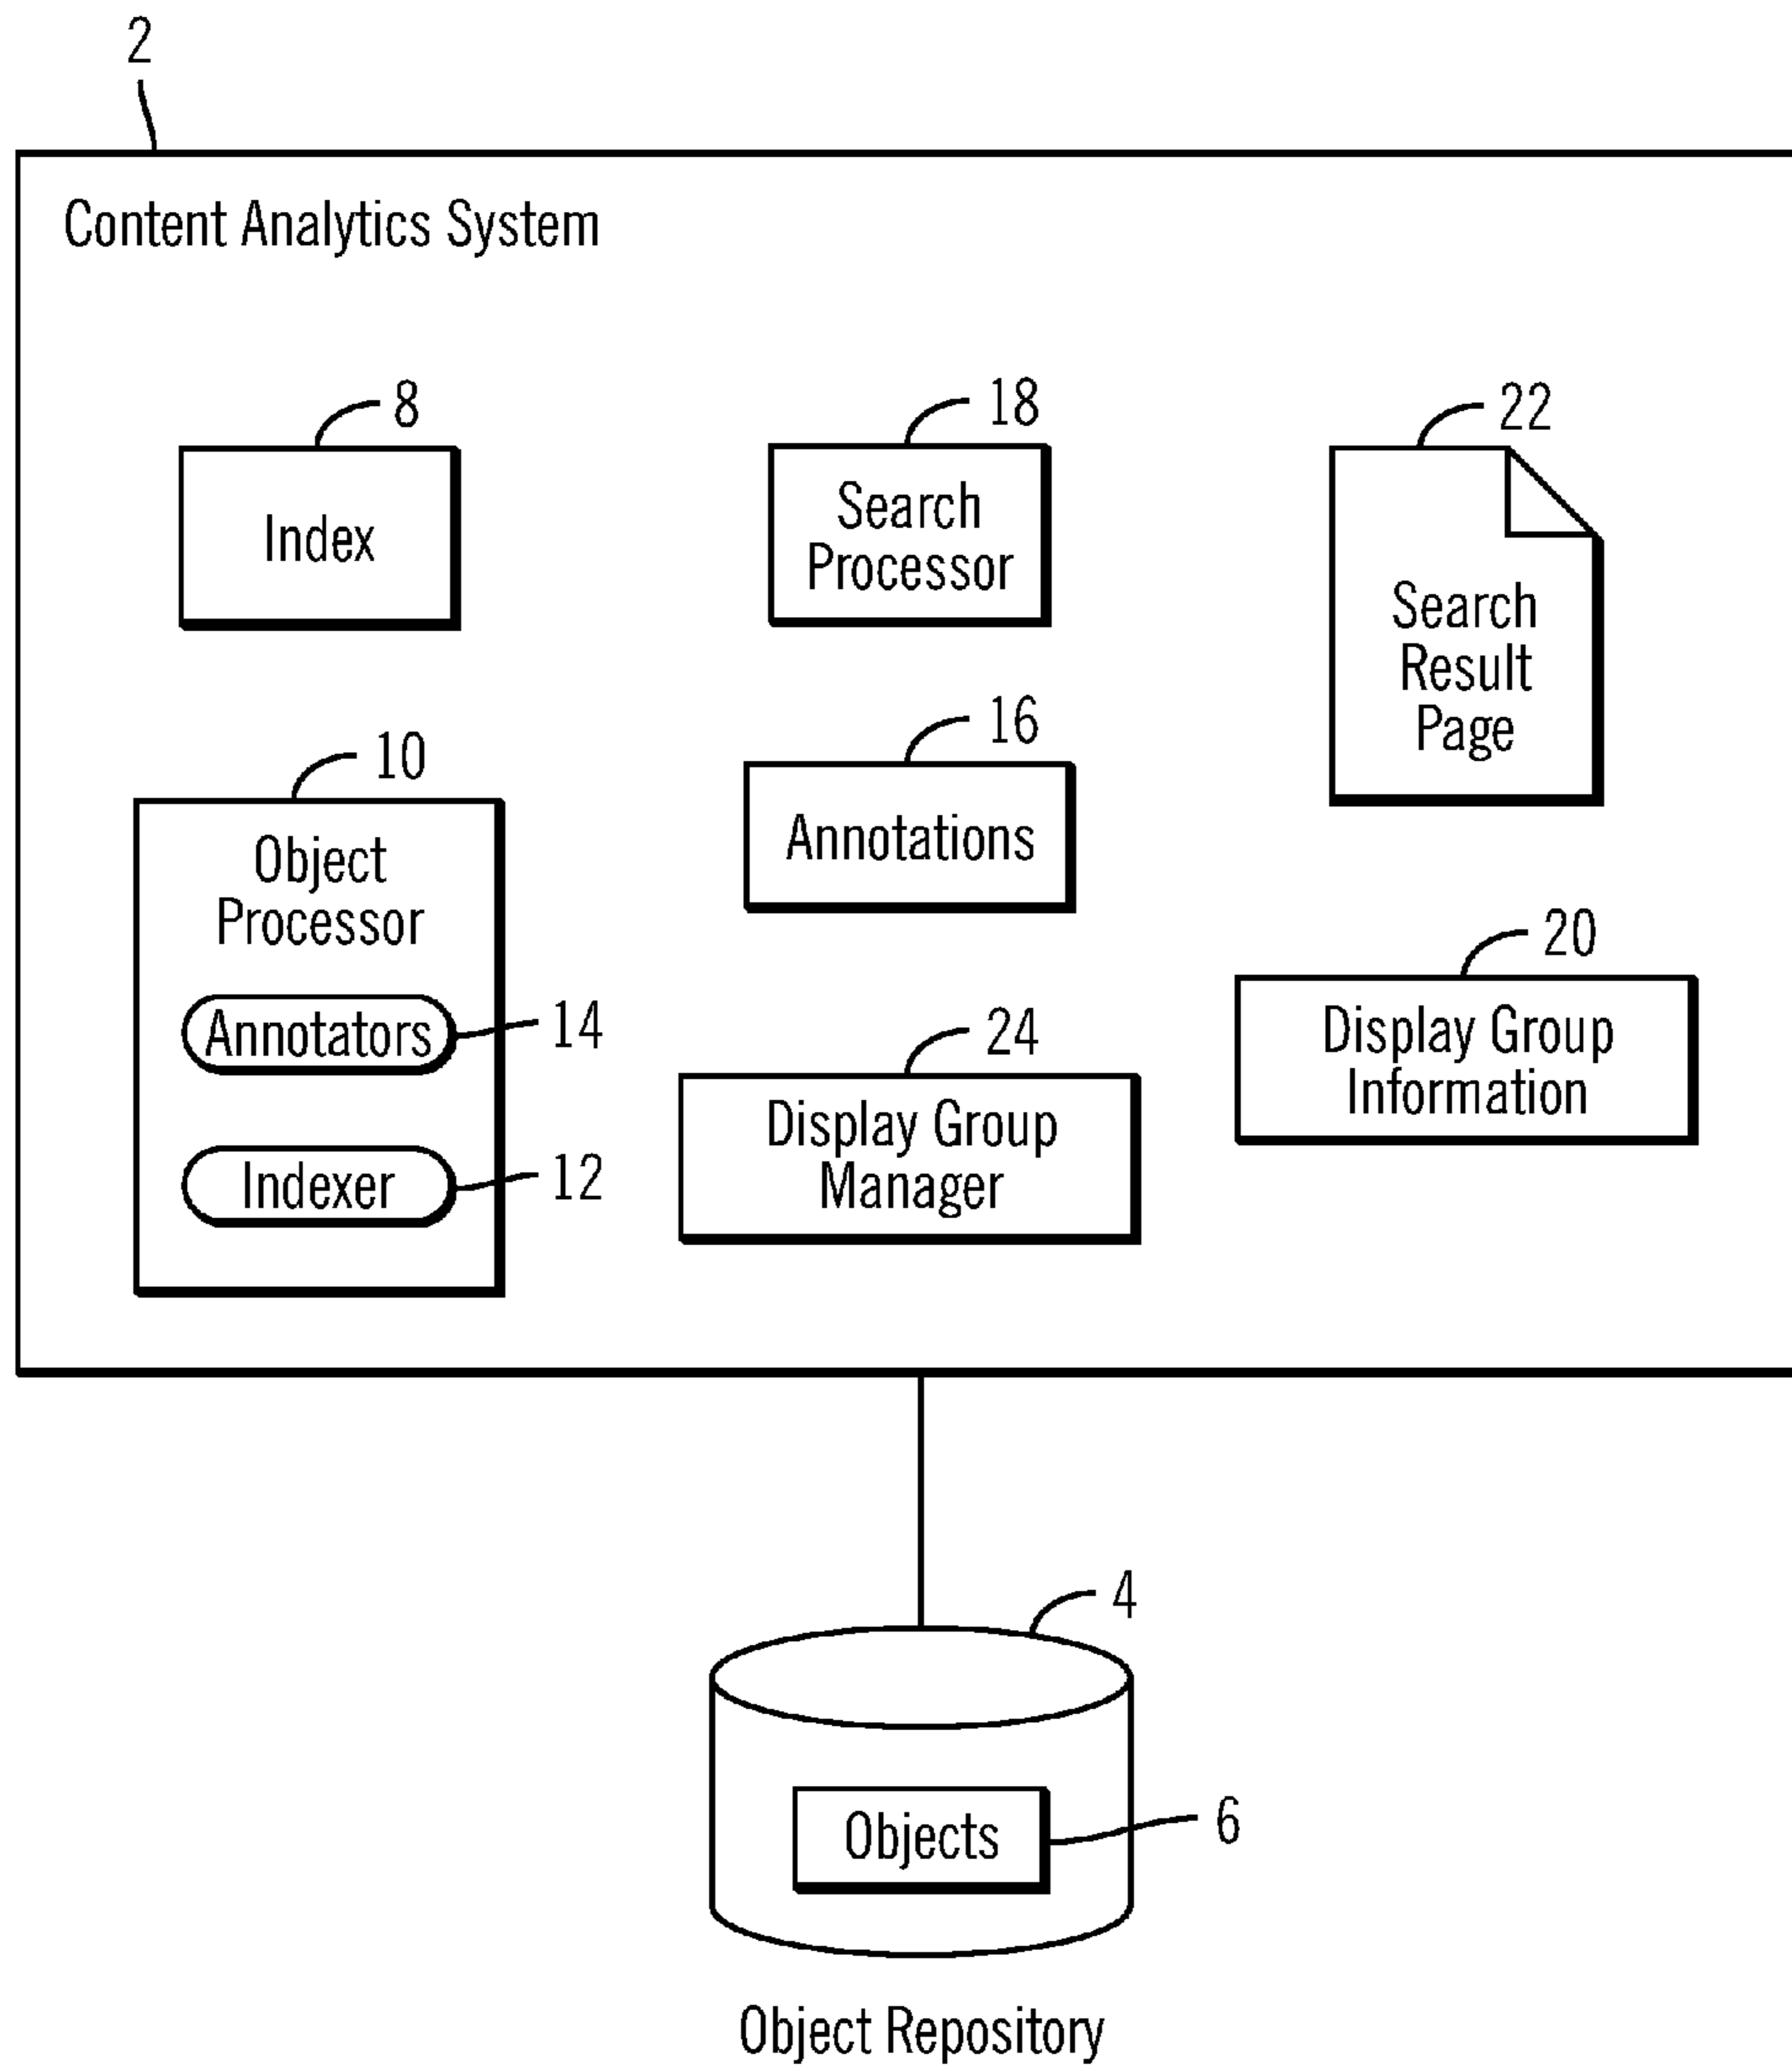 2
Content Analytics System
8
Index
18
Search
Processor
22
Search
Result
Page
10
Object
Processor
Annotators
14
Indexer
12
16
Annotations
24
Display Group
Manager
20
Display Group
Information
4
Objects
6
Object Repository